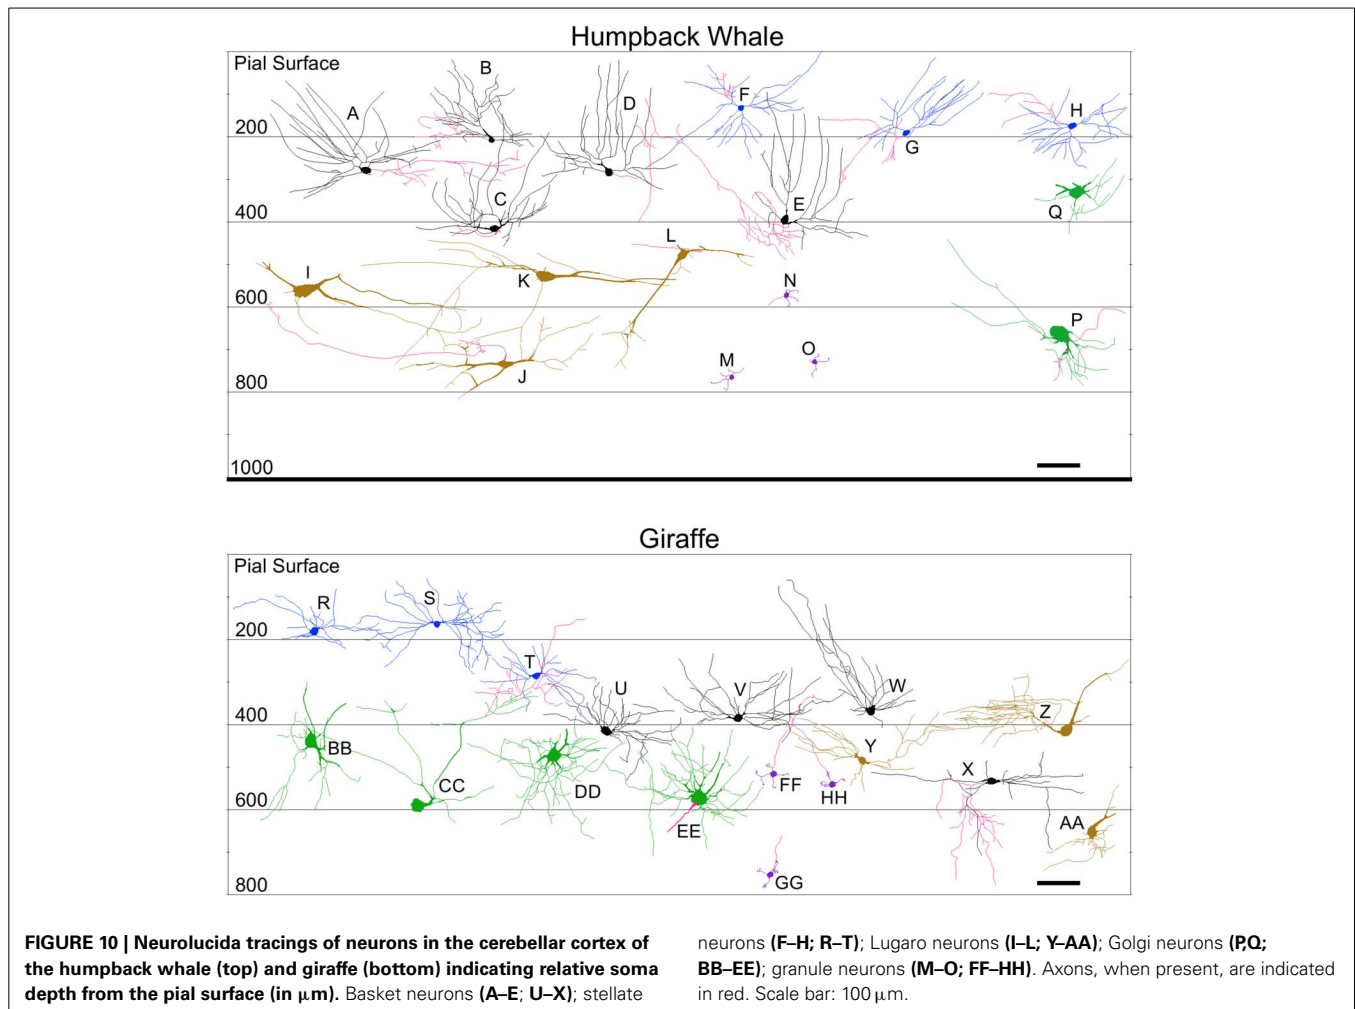 Humpback Whale
Pial Surface
A
B
D
F
G
H
200
C
E
Q
400
I
K
L
N
600
J
M
O
P
800
1000
Giraffe
Pial Surface
R
S
T
200
U
V
W
Z
400
BB
CC
DD
Y
X
FF
HH
600
EE
AA
GG
800
FIGURE 10 | Neurolucida tracings of neurons in the cerebellar cortex of
the humpback whale (top) and giraffe (bottom) indicating relative soma
depth from the pial surface (in μm). Basket neurons (A–E; U–X); stellate
neurons (F–H; R–T); Lugaro neurons (I–L; Y–AA); Golgi neurons (P,Q;
BB–EE); granule neurons (M–O; FF–HH). Axons, when present, are indicated
in red. Scale bar: 100 μm.